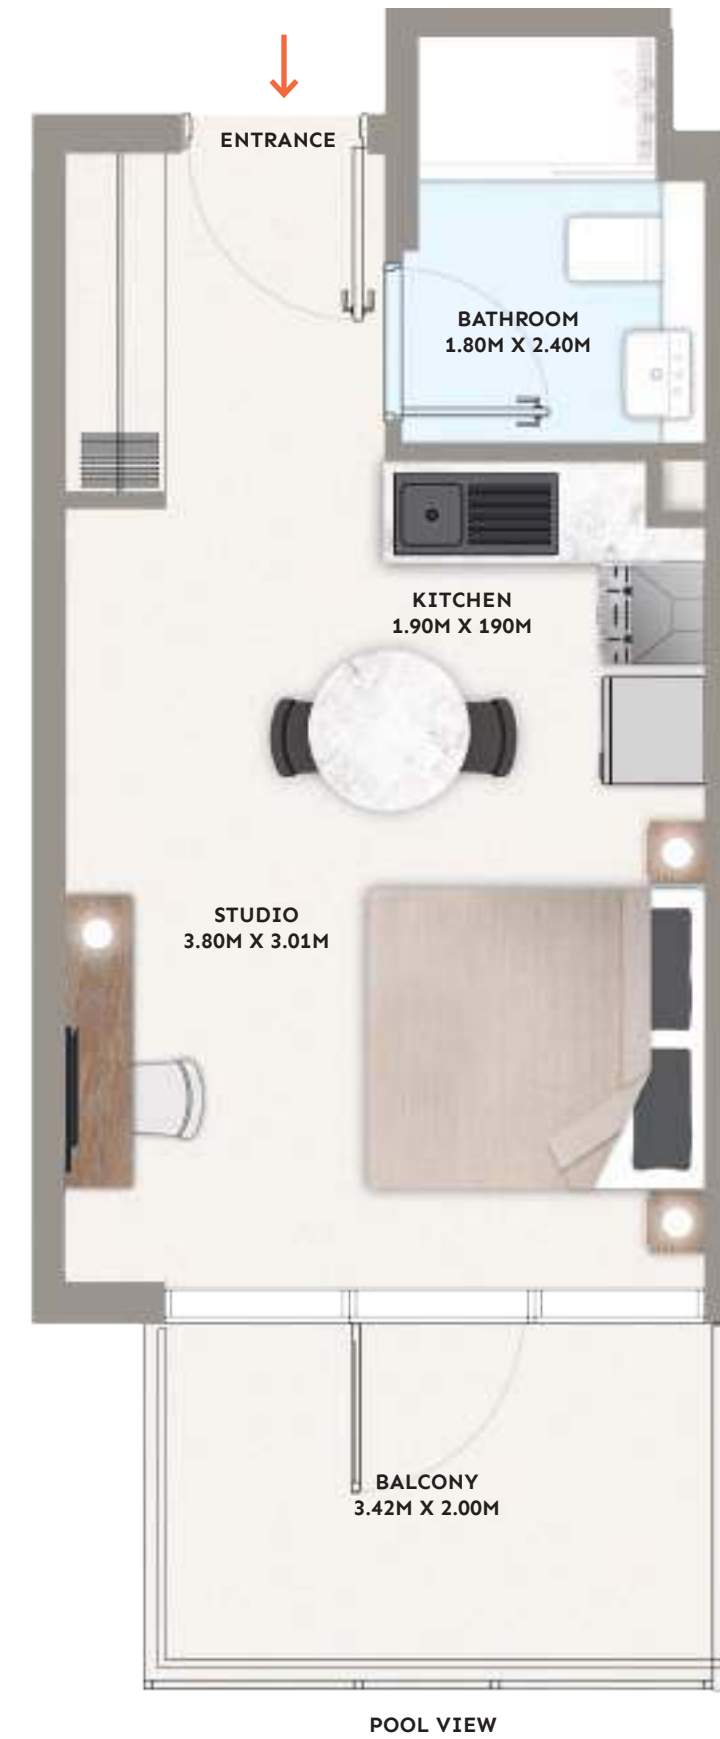 ENTRANCE
BATHROOM
1.80M X 2.40M
KITCHEN
1.90M X 190M
STUDIO
3.80M X 3.01M
BALCONY
3.42M X 2.00M
POOL VIEW